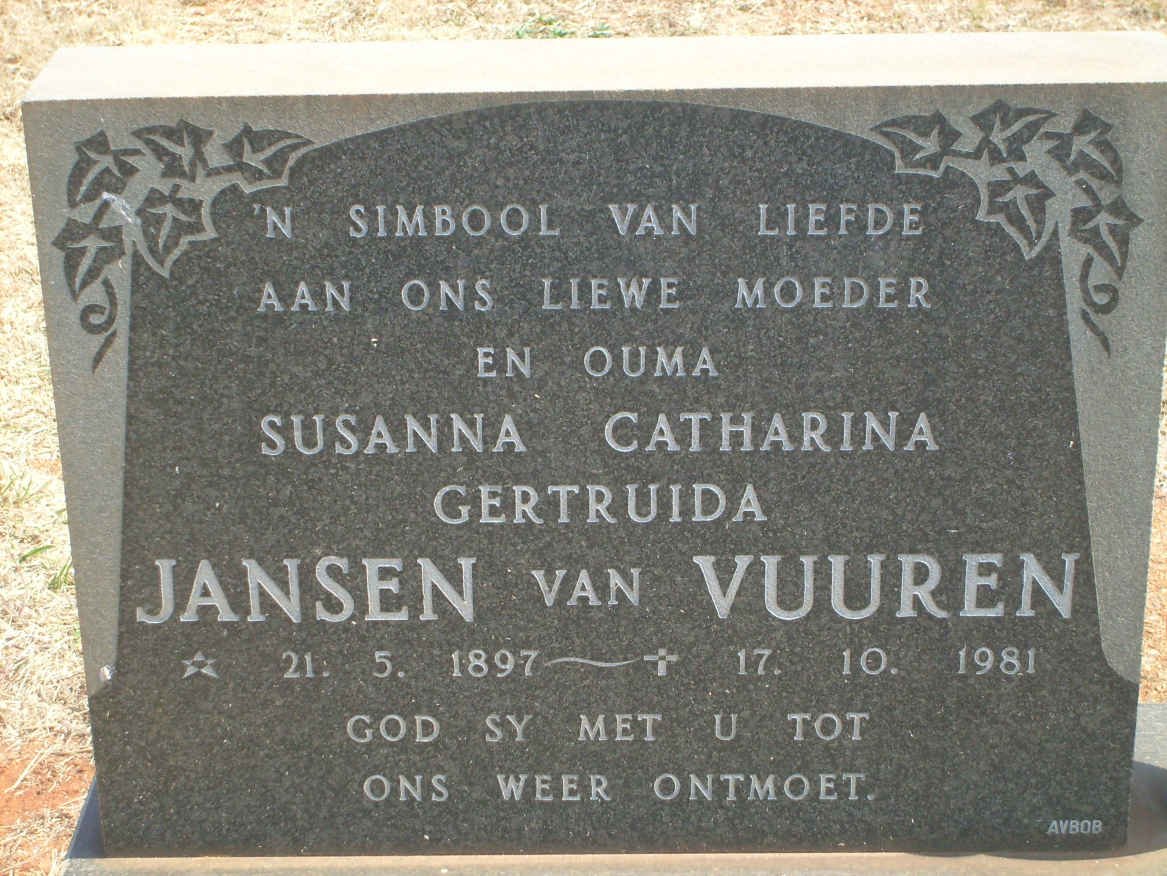 'N SIMBOOL VAN LIEFDE
AAN ONS LIEWE MOEDER
EN OUMA
SUSANNA CATHARINA
GERTRUIDA
JANSEN VAN VUUREN
☆ 21. 5. 1897 ~ ✝ 17. 10. 1981
GOD SY MET U TOT
ONS WEER ONTMOET.
AVBOB